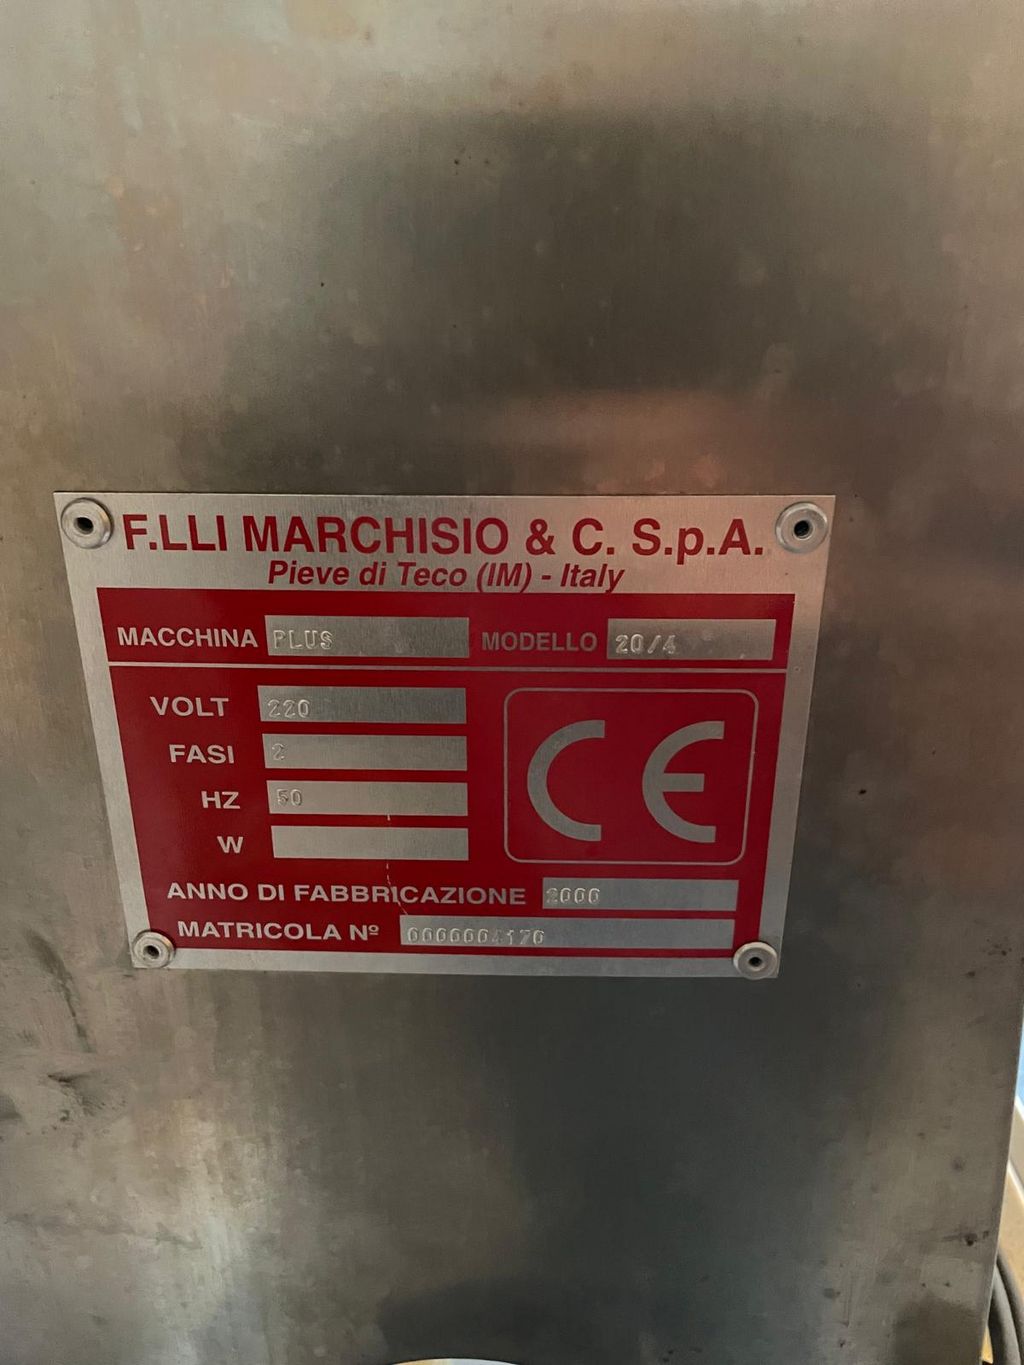 F.LLI MARCHISIO & C. S.p.A.
Pieve di Teco (IM) - Italy
MACCHINA PLUS MODELLO 20/4
VOLT 220
FASI 2
HZ 50
W
CE
ANNO DI FABBRICAZIONE 2000
MATRICOLA Nº 0000004170